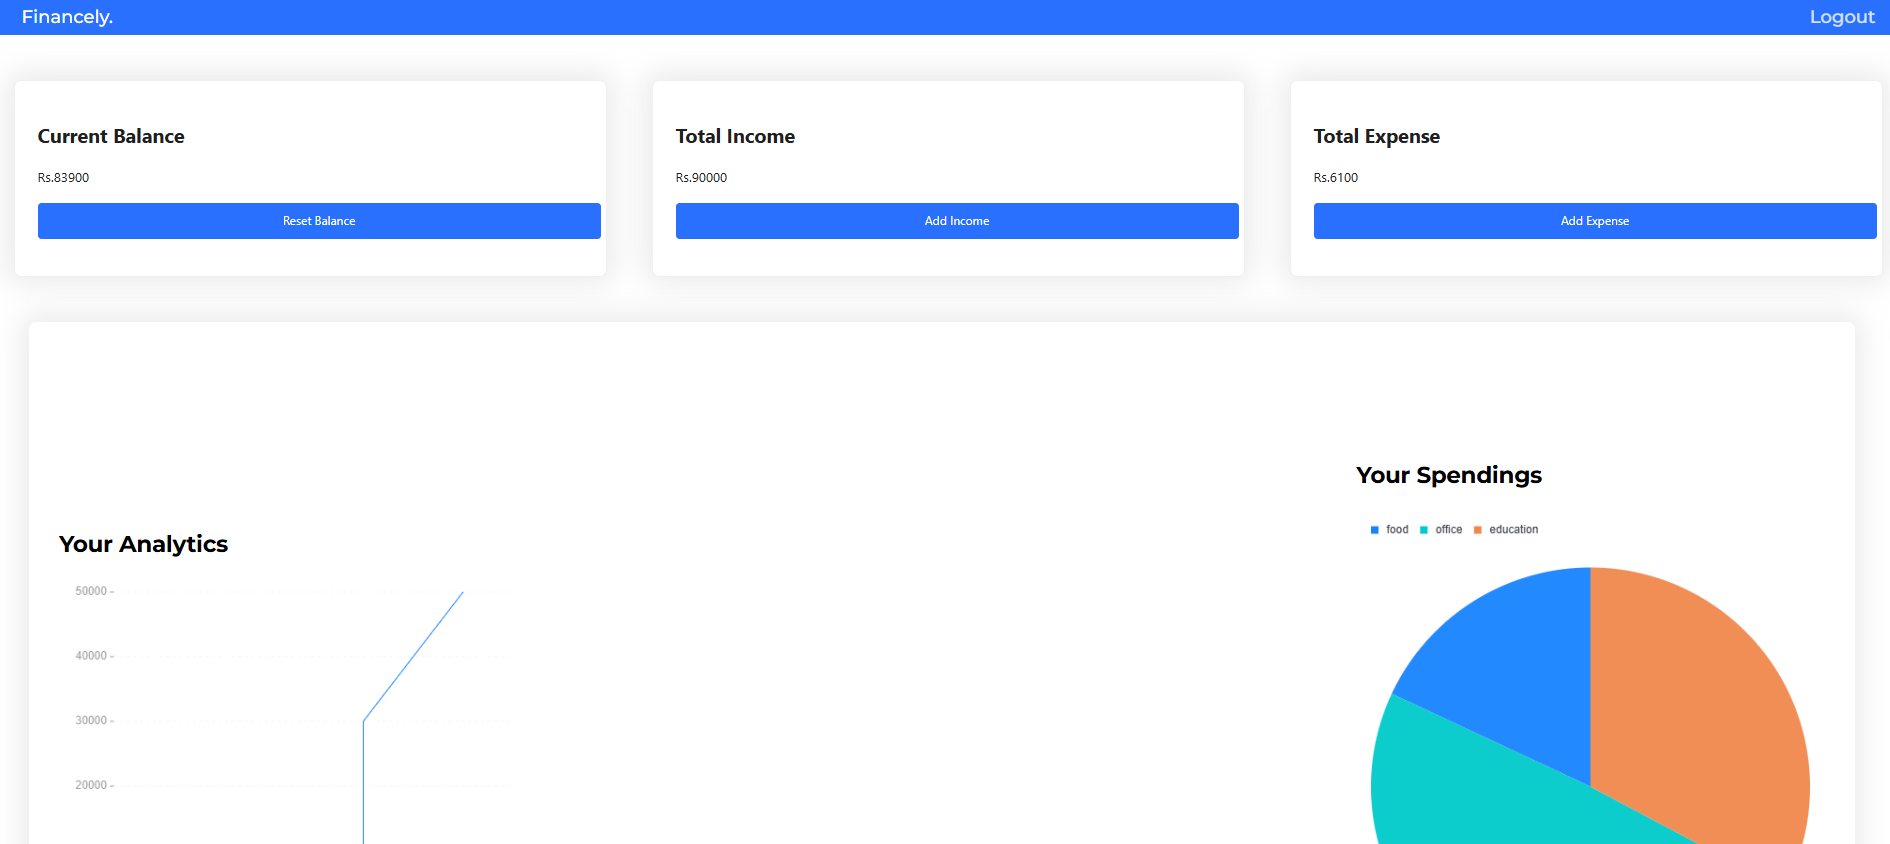 Financely.
Logout
Current Balance
Rs.83900
Reset Balance
Total Income
Rs.90000
Add Income
Total Expense
Rs.6100
Add Expense
Your Analytics
50000
40000
30000
20000
Your Spendings
food office education